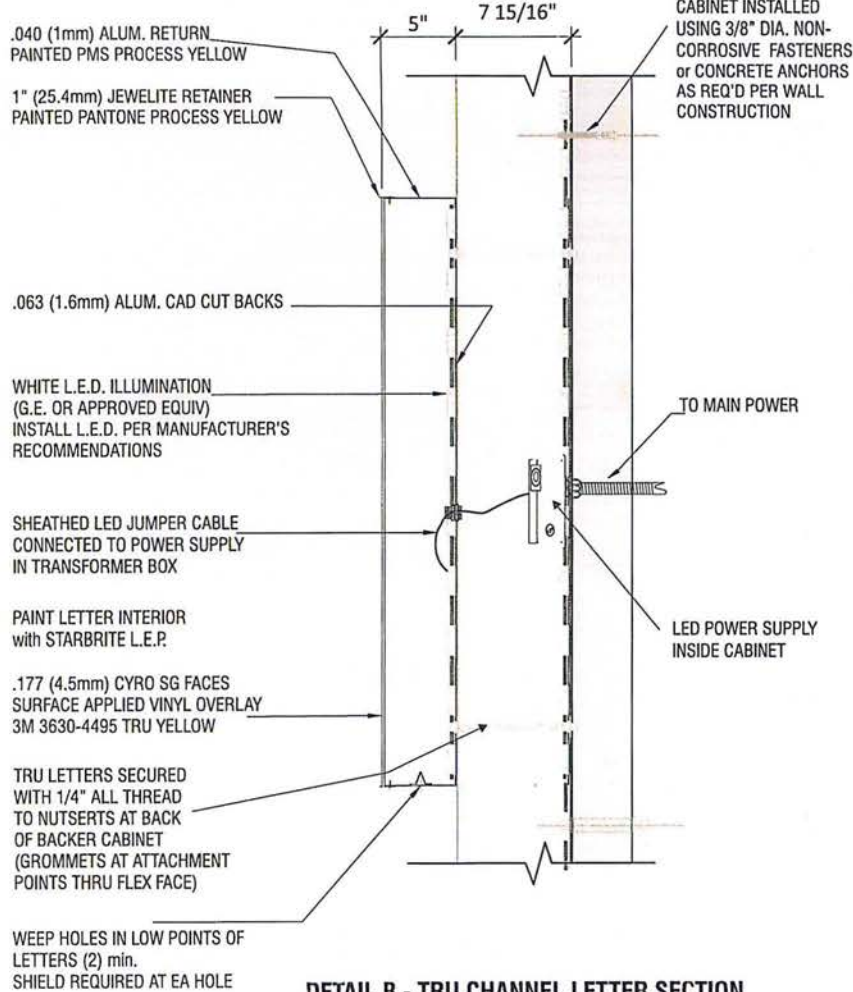 .040 (1mm) ALUM. RETURN
PAINTED PMS PROCESS YELLOW
1" (25.4mm) JEWELITE RETAINER
PAINTED PANTONE PROCESS YELLOW
.063 (1.6mm) ALUM. CAD CUT BACKS
WHITE L.E.D. ILLUMINATION
(G.E. OR APPROVED EQUIV)
INSTALL L.E.D. PER MANUFACTURER'S
RECOMMENDATIONS
SHEATHED LED JUMPER CABLE
CONNECTED TO POWER SUPPLY
IN TRANSFORMER BOX
PAINT LETTER INTERIOR
with STARBRITE L.E.P.
.177 (4.5mm) CYRO SG FACES
SURFACE APPLIED VINYL OVERLAY
3M 3630-4495 TRU YELLOW
TRU LETTERS SECURED
WITH 1/4" ALL THREAD
TO NUTSERTS AT BACK
OF BACKER CABINET
(GROMMETS AT ATTACHMENT
POINTS THRU FLEX FACE)
WEEP HOLES IN LOW POINTS OF
LETTERS (2) min.
SHIELD REQUIRED AT EA HOLE
5"
7 15/16"
CABINET INSTALLED
USING 3/8" DIA. NON-
CORROSIVE FASTENERS
or CONCRETE ANCHORS
AS REQ'D PER WALL
CONSTRUCTION
TO MAIN POWER
LED POWER SUPPLY
INSIDE CABINET
DETAIL B - TRU CHANNEL LETTER SECTION